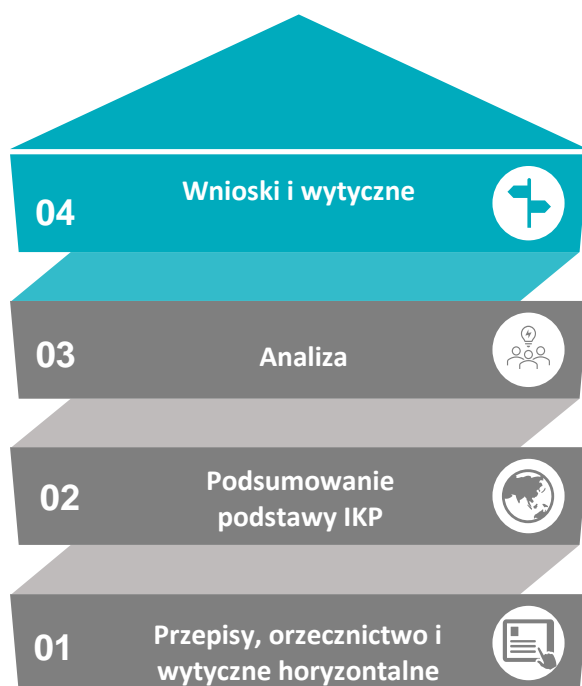 04
Wnioski i wytyczne
03
Analiza
02
Podsumowanie
podstawy IKP
01
Przepisy, orzecznictwo i
wytyczne horyzontalne